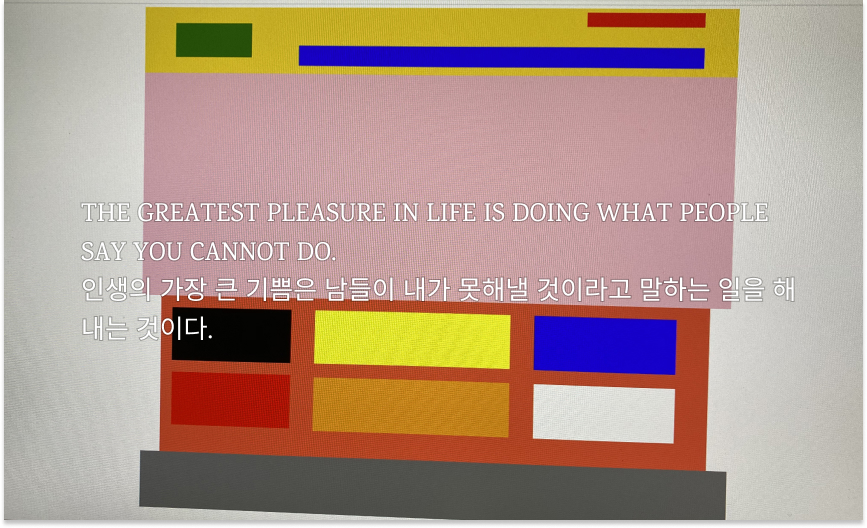 THE GREATEST PLEASURE IN LIFE IS DOING WHAT PEOPLE
SAY YOU CANNOT DO.
인생의 가장 큰 기쁨은 남들이 내가 못해낼 것이라고 말하는 일을 해
내는 것이다.